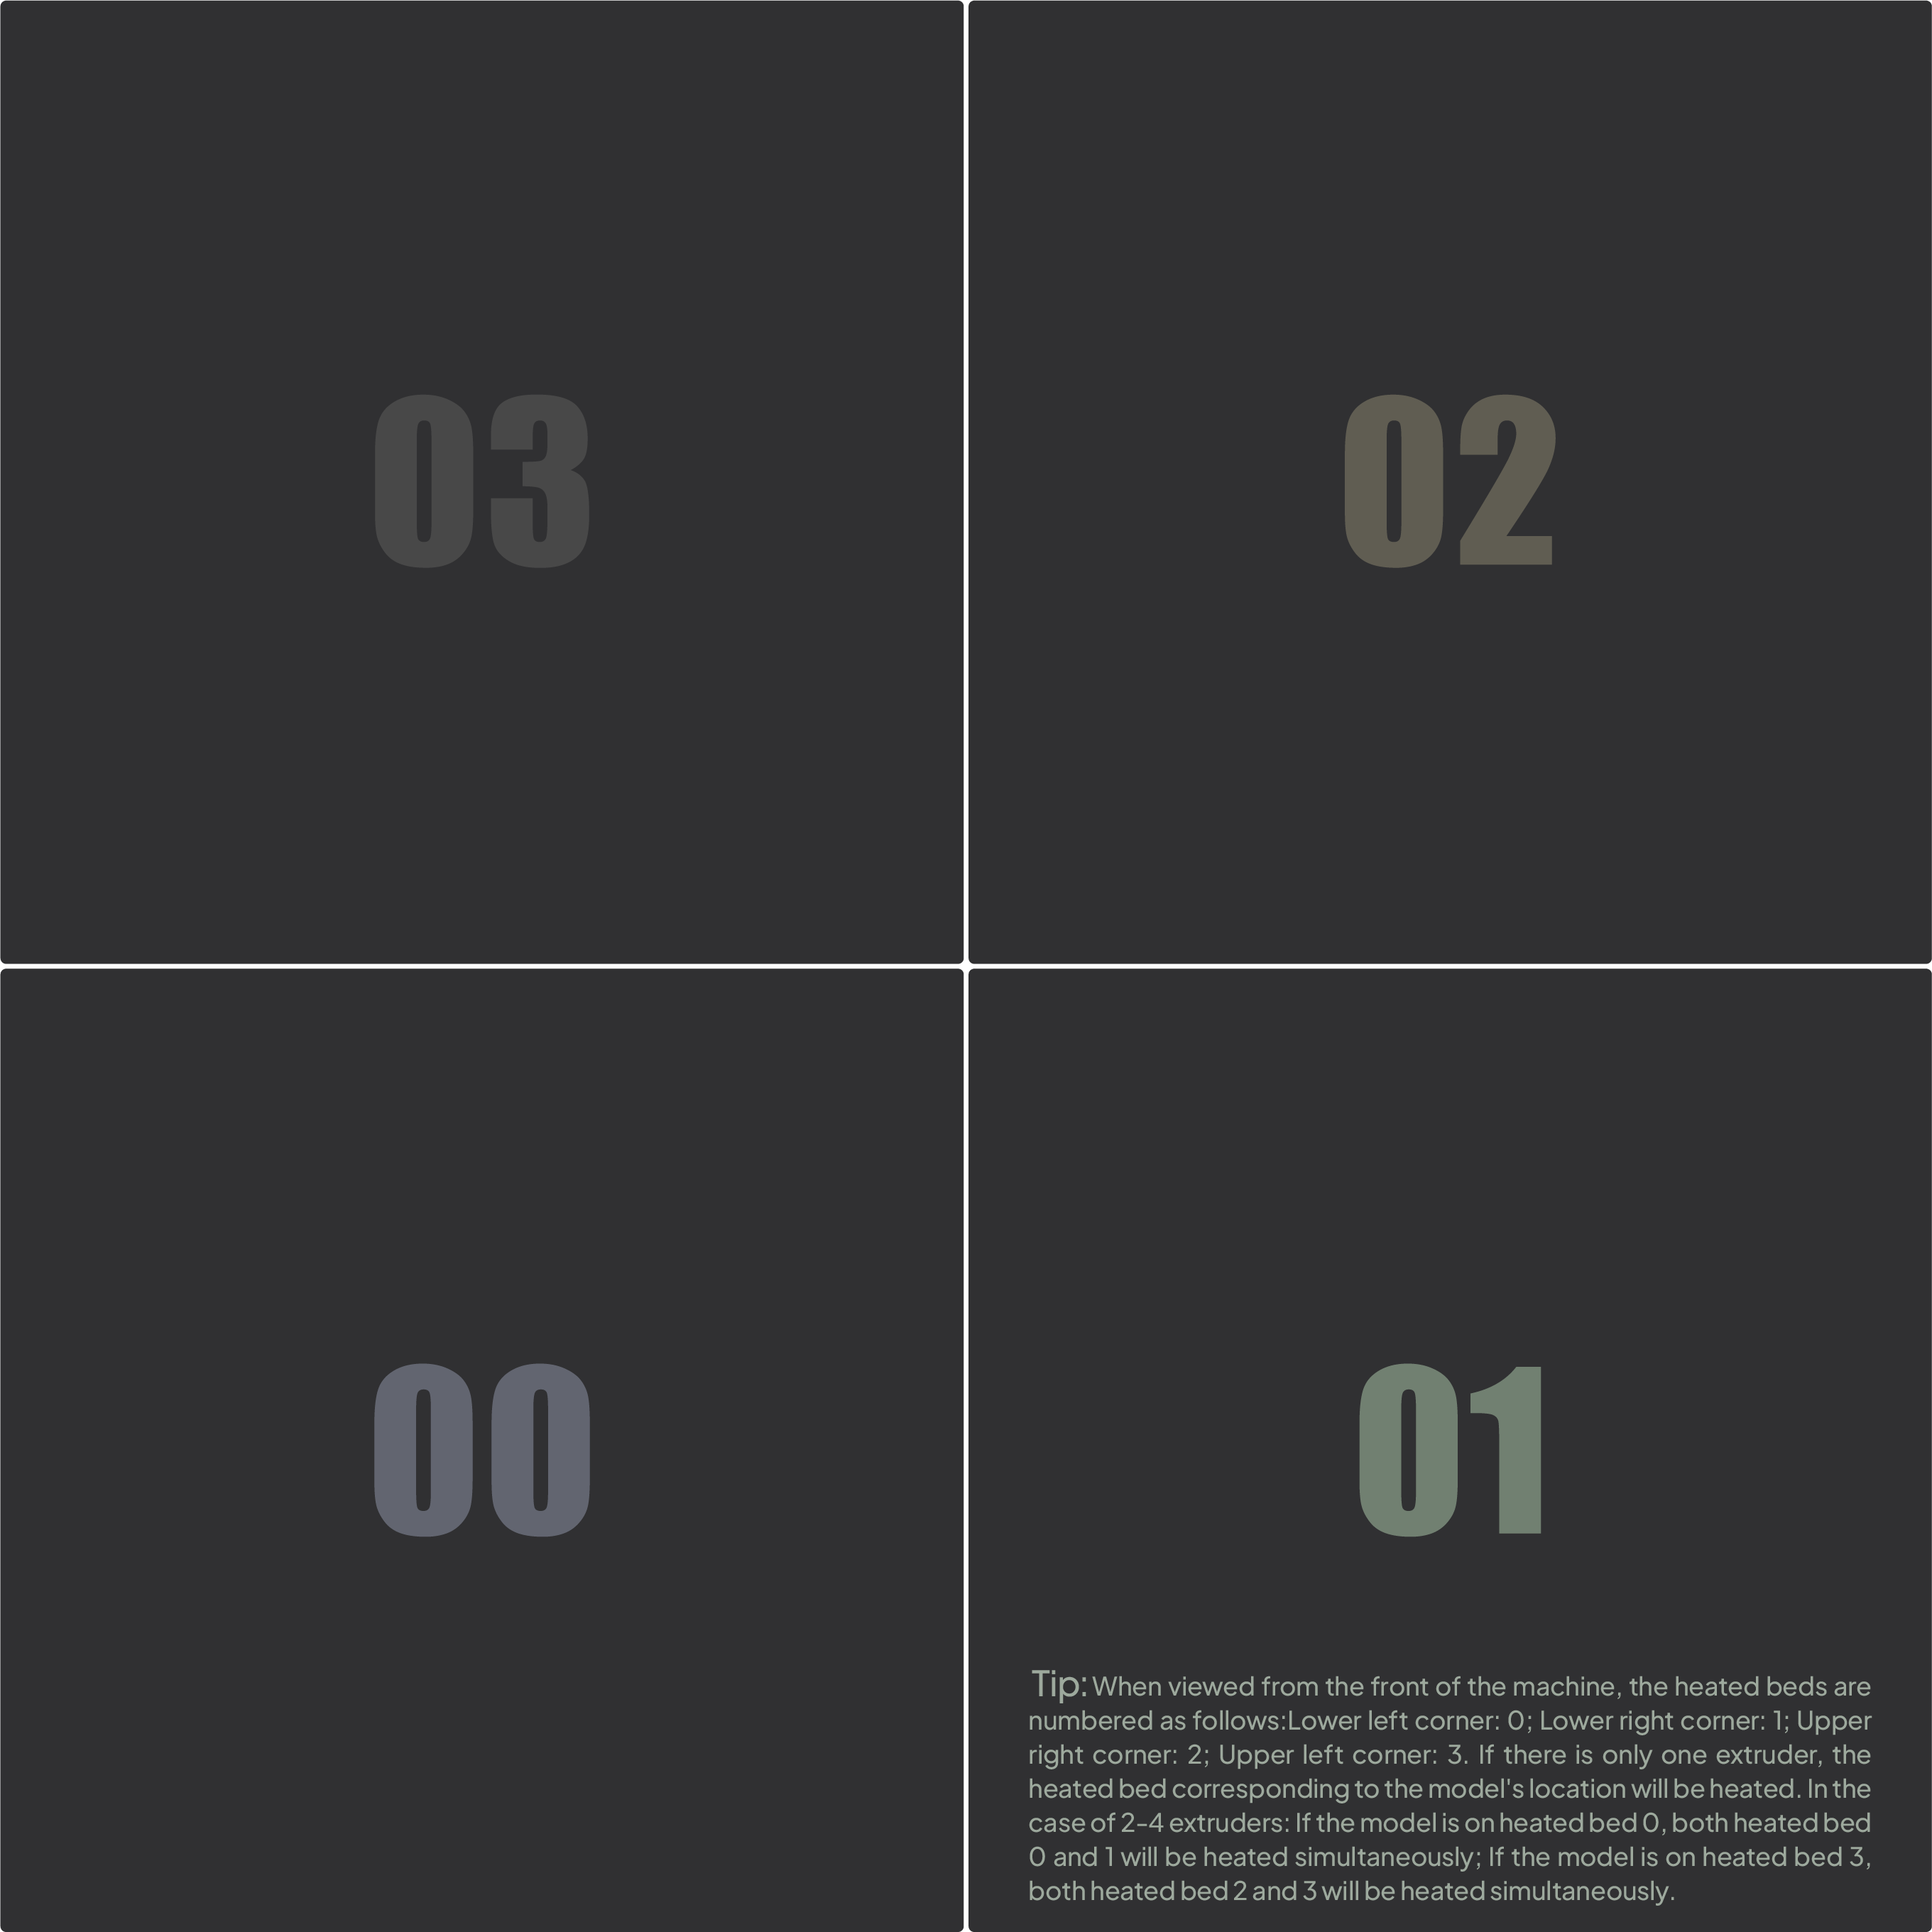 03
02
00
01
Tip: When viewed from the front of the machine, the heated beds are
numbered as follows:Lower left corner: 0; Lower right corner: 1; Upper
right corner: 2; Upper left corner: 3. If there is only one extruder, the
heated bed corresponding to the model's location will be heated. In the
case of 2-4 extruders: If the model is on heated bed 0, both heated bed
0 and 1 will be heated simultaneously; If the model is on heated bed 3,
both heated bed 2 and 3 will be heated simultaneously.